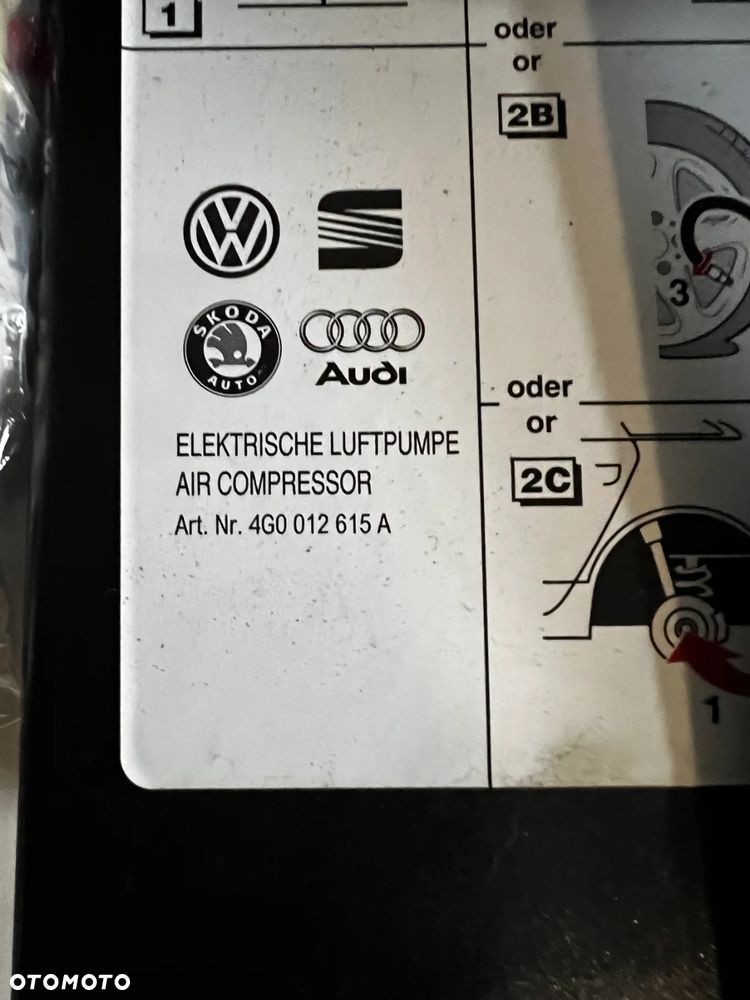 1
oder
or
2B
3
SKODA
AUTO
Audi
ELEKTRISCHE LUFTPUMPE
AIR COMPRESSOR
Art. Nr. 4G0 012 615 A
oder
or
2C
1
OTOMOTO